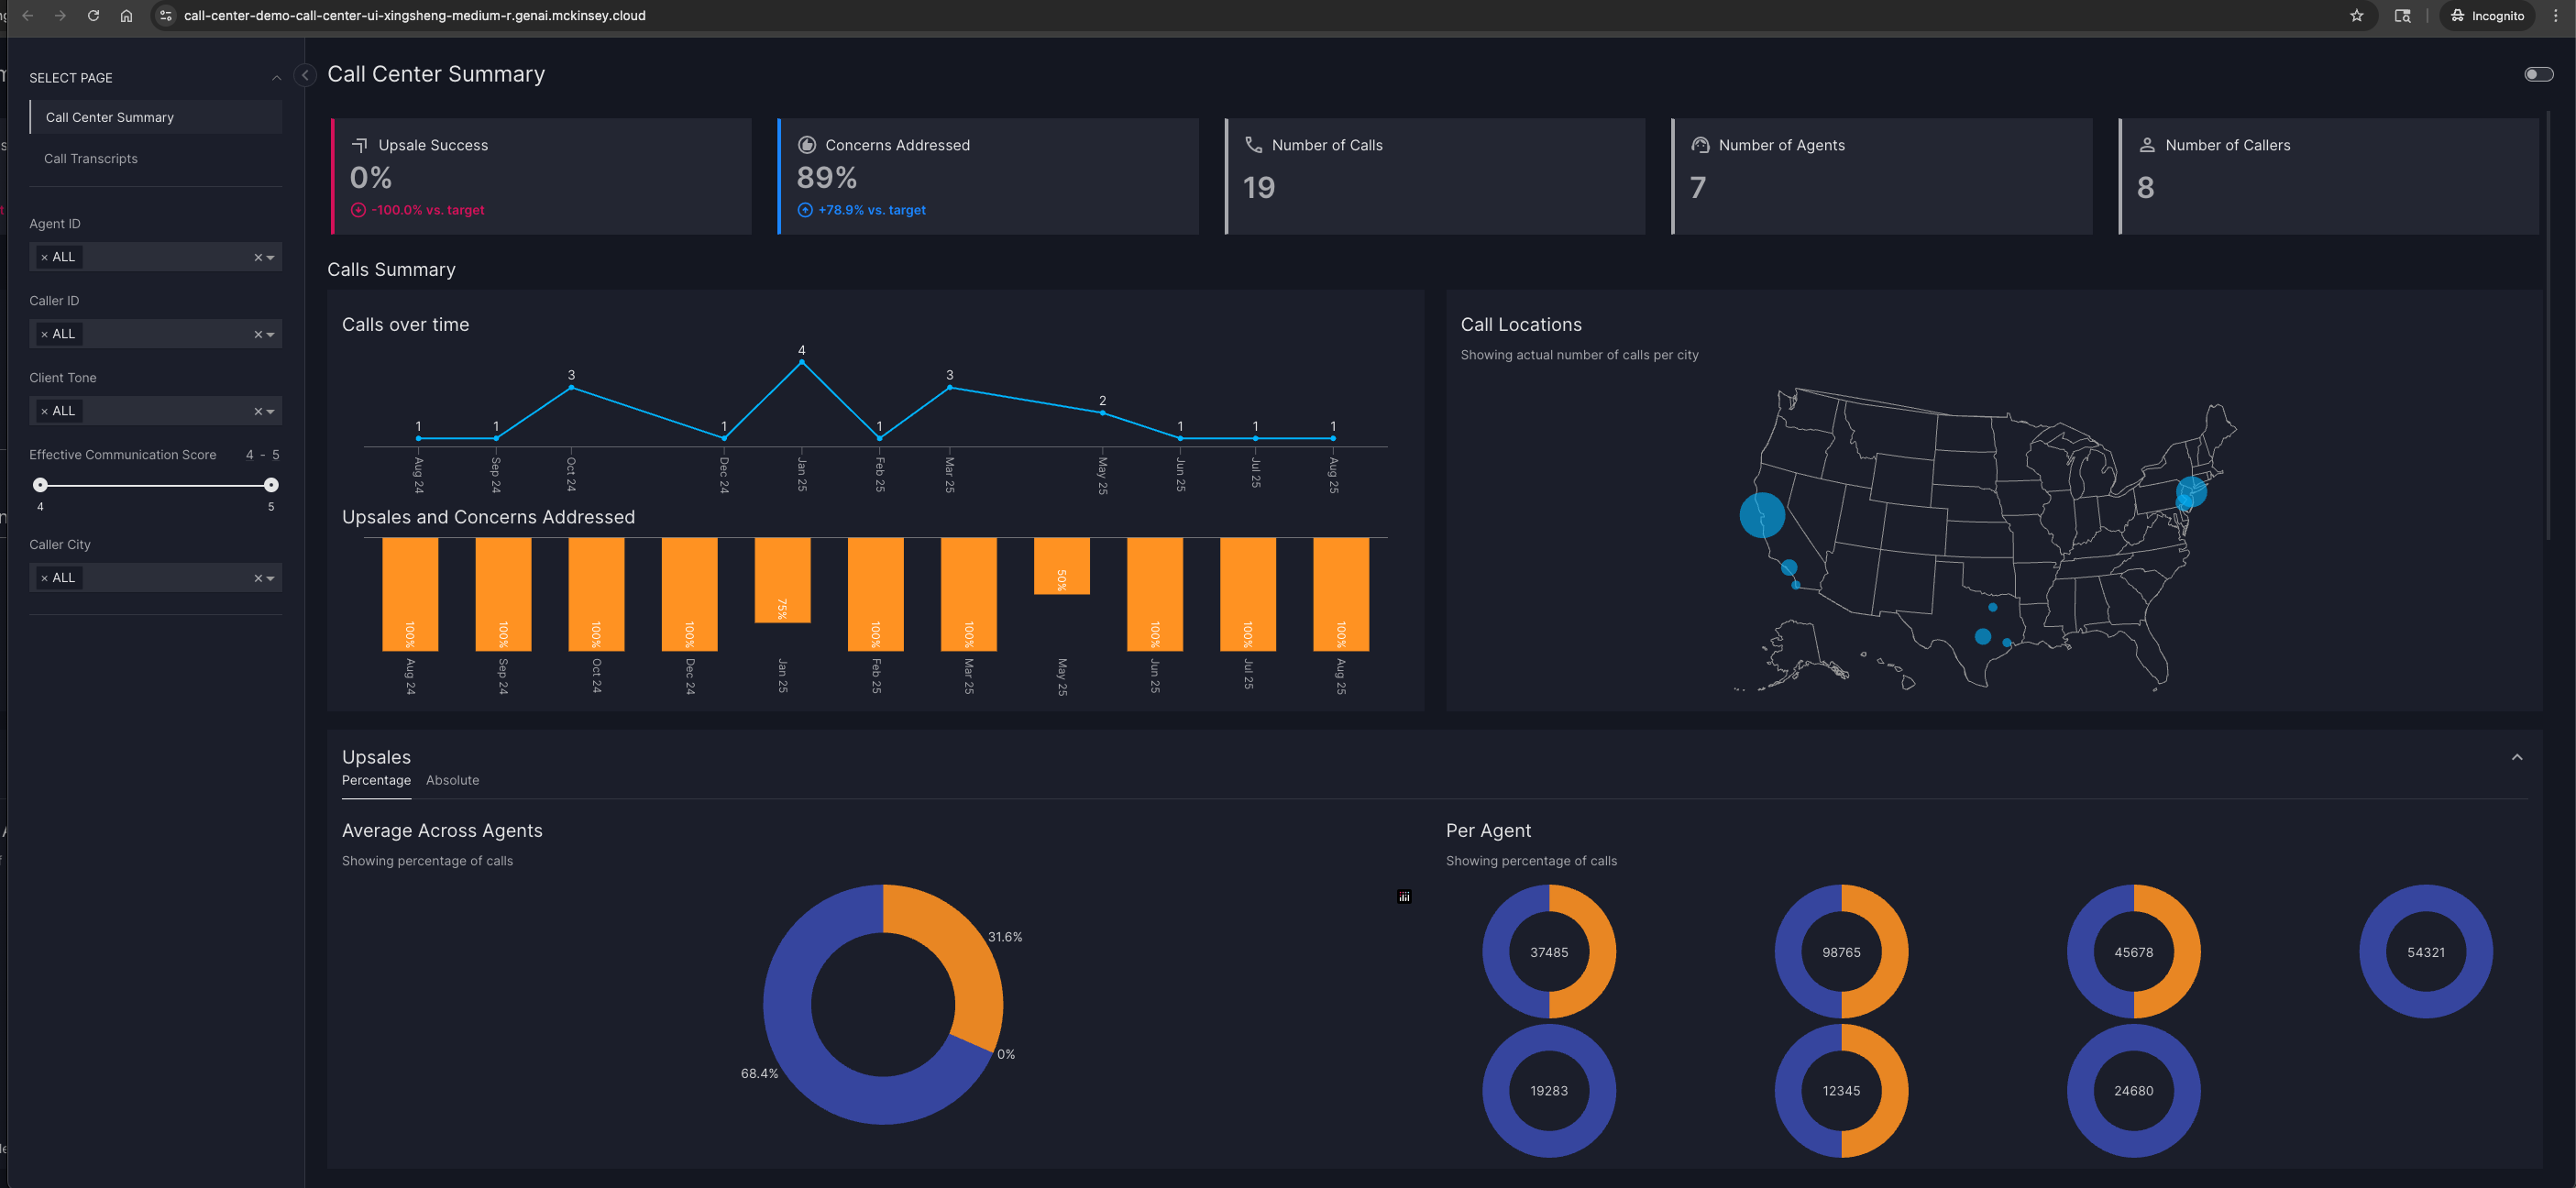 call-center-demo-call-center-ui-xingsheng-medium-r.genai.mckinsey.cloud
Incognito
SELECT PAGE
Call Center Summary
Call Transcripts
Agent ID
× ALL
Caller ID
× ALL
Client Tone
× ALL
Effective Communication Score 4 - 5
4 5
Caller City
× ALL
Call Center Summary
Upsale Success
0%
-100.0% vs. target
Concerns Addressed
89%
+78.9% vs. target
Number of Calls
19
Number of Agents
7
Number of Callers
8
Calls Summary
Calls over time
1 1 3 1 4 1 3 2 1 1 1
Aug 24 Sep 24 Oct 24 Dec 24 Jan 25 Feb 25 Mar 25 May 25 Jun 25 Jul 25 Aug 25
Upsales and Concerns Addressed
100% 100% 100% 100% 75% 100% 100% 50% 100% 100% 100%
Aug 24 Sep 24 Oct 24 Dec 24 Jan 25 Feb 25 Mar 25 May 25 Jun 25 Jul 25 Aug 25
Call Locations
Showing actual number of calls per city
Upsales
Percentage Absolute
Average Across Agents
Showing percentage of calls
31.6%
0%
68.4%
Per Agent
Showing percentage of calls
37485 98765 45678 54321
19283 12345 24680